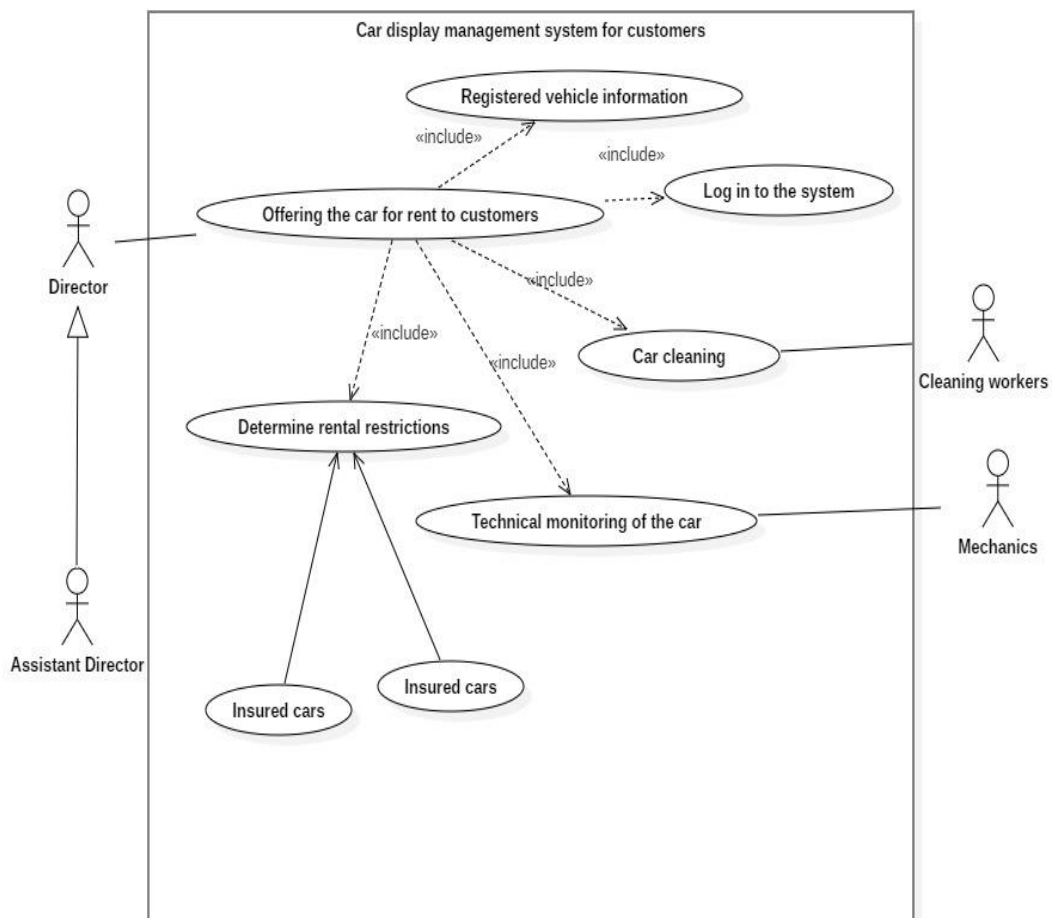 Car display management system for customers
Registered vehicle information
«include»
«include»
Log in to the system
Offering the car for rent to customers
Director
«include»
«include»
Car cleaning
«include»
Cleaning workers
Determine rental restrictions
Technical monitoring of the car
Mechanics
Assistant Director
Insured cars
Insured cars